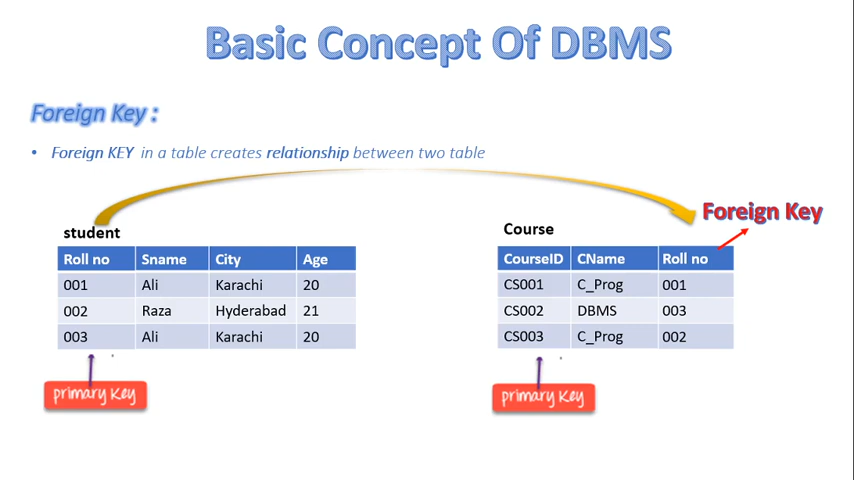 Basic Concept Of DBMS
Foreign Key :
• Foreign KEY in a table creates relationship between two table
Foreign Key
student
Roll no Sname City Age
001 Ali Karachi 20
002 Raza Hyderabad 21
003 Ali Karachi 20
primary Key
Course
CourseID CName Roll no
CS001 C_Prog 001
CS002 DBMS 003
CS003 C_Prog 002
primary Key